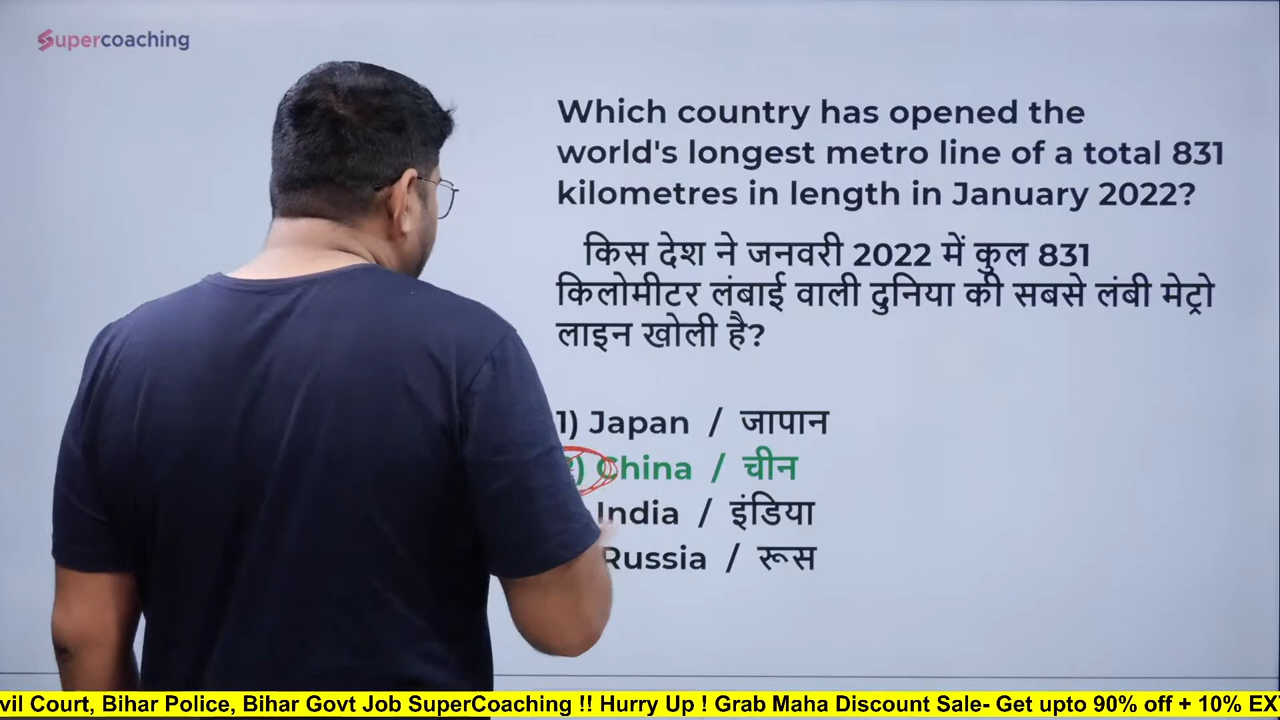 Supercoaching
Which country has opened the
world's longest metro line of a total 831
kilometres in length in January 2022?
किस देश ने जनवरी 2022 में कुल 831
किलोमीटर लंबाई वाली दुनिया की सबसे लंबी मेट्रो
लाइन खोली है?
1) Japan / जापान
2) China / चीन
India / इंडिया
Russia / रूस
vil Court, Bihar Police, Bihar Govt Job SuperCoaching !! Hurry Up ! Grab Maha Discount Sale- Get upto 90% off + 10% EX